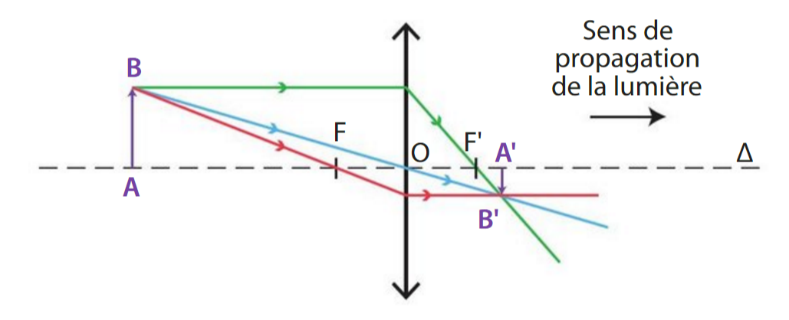 Sens de
propagation
de la lumière
B
F
O
F'
A'
Δ
A
B'